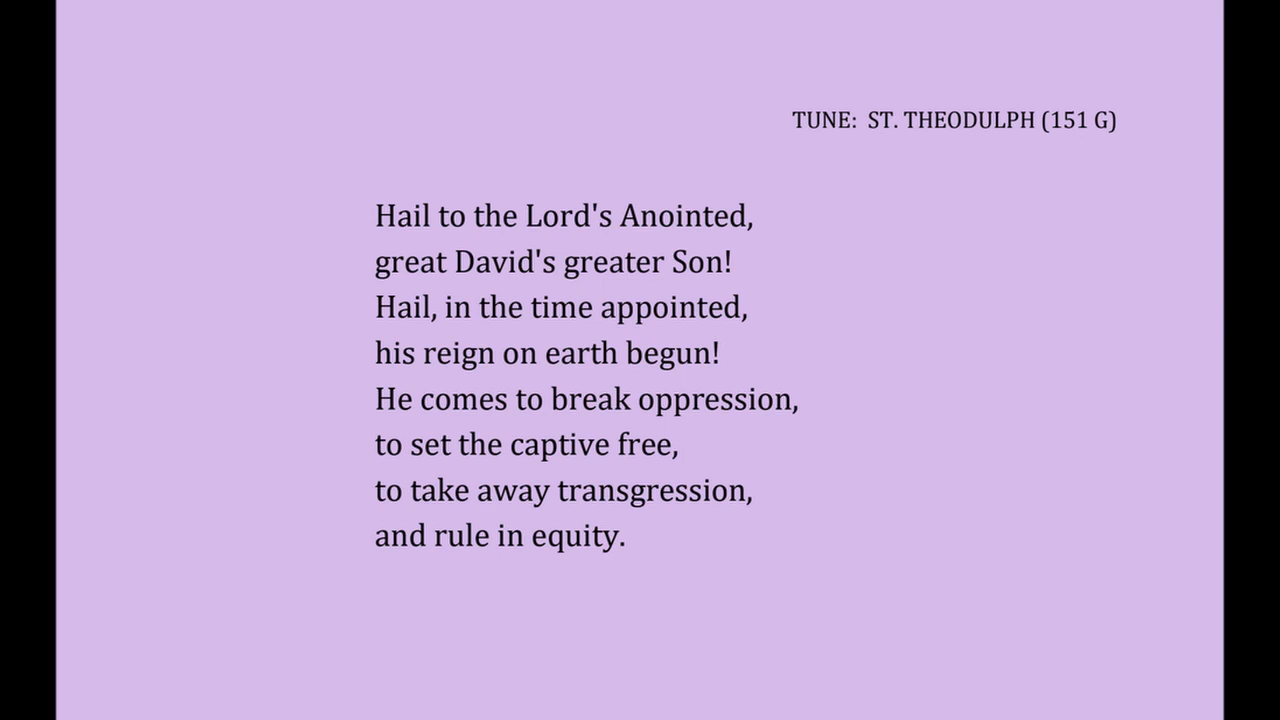 TUNE:  ST. THEODULPH (151 G)
Hail to the Lord's Anointed,
great David's greater Son!
Hail, in the time appointed,
his reign on earth begun!
He comes to break oppression,
to set the captive free,
to take away transgression,
and rule in equity.